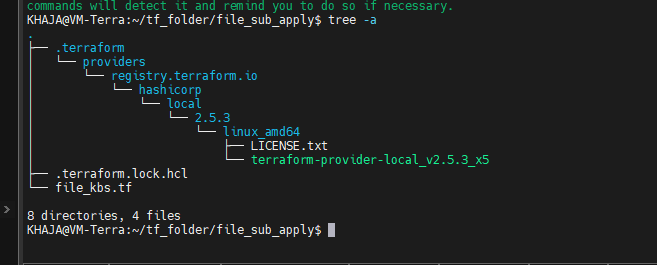 commands will detect it and remind you to do so if necessary.
KHAJA@VM-Terra:~/tf_folder/file_sub_apply$ tree -a
.
├── .terraform
│   └── providers
│       └── registry.terraform.io
│           └── hashicorp
│               └── local
│                   └── 2.5.3
│                       └── linux_amd64
│                           ├── LICENSE.txt
│                           └── terraform-provider-local_v2.5.3_x5
├── .terraform.lock.hcl
└── file_kbs.tf

8 directories, 4 files
KHAJA@VM-Terra:~/tf_folder/file_sub_apply$